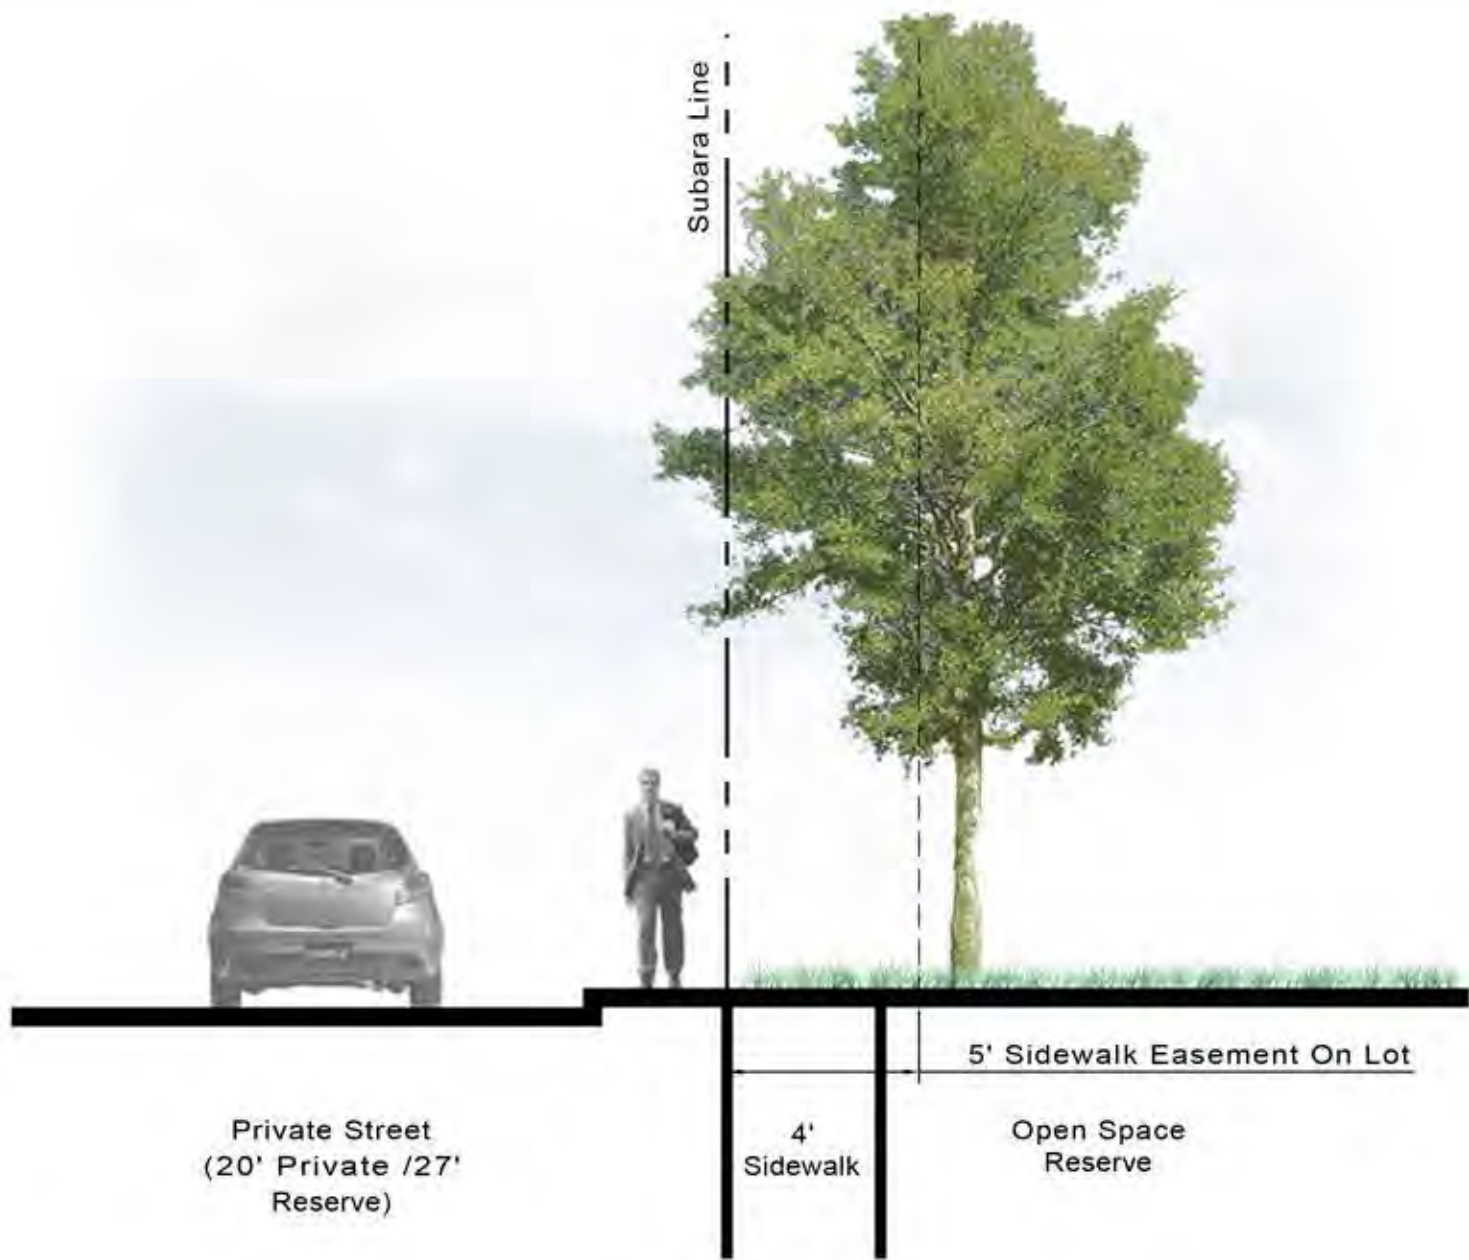 Subara Line
5' Sidewalk Easement On Lot
Private Street
(20' Private /27'
Reserve)
4'
Sidewalk
Open Space
Reserve